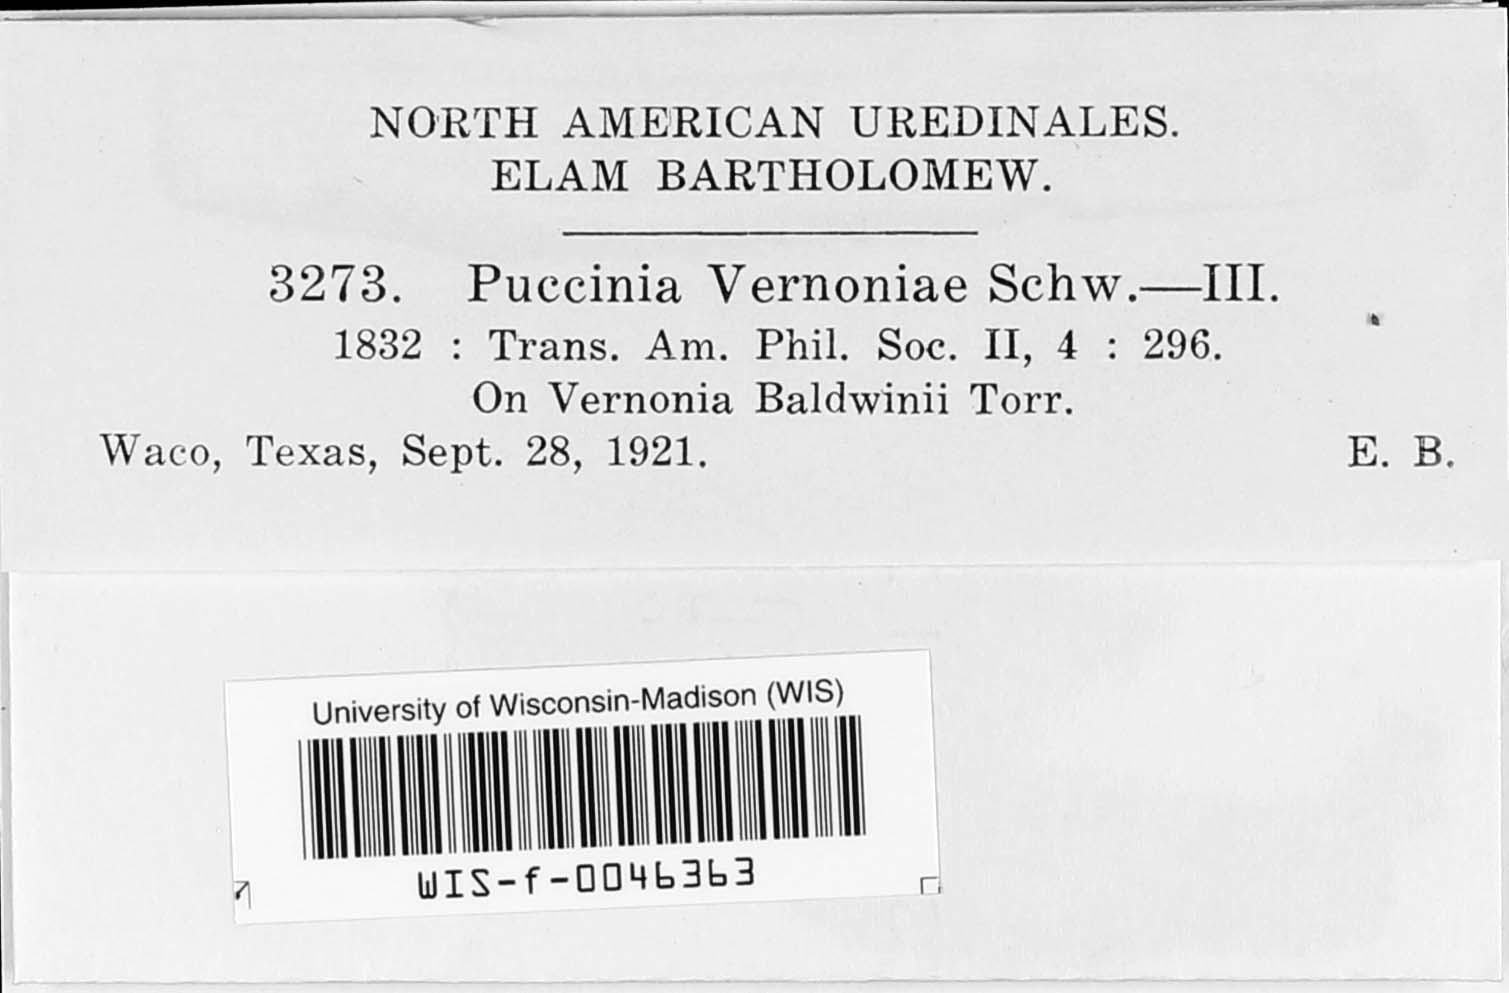 NORTH AMERICAN UREDINALES.
ELAM BARTHOLOMEW.
3273. Puccinia Vernoniae Schw.—III.
1832 : Trans. Am. Phil. Soc. II, 4 : 296.
On Vernonia Baldwinii Torr.
Waco, Texas, Sept. 28, 1921. E. B.
University of Wisconsin-Madison (WIS)
WIS-f-0046363